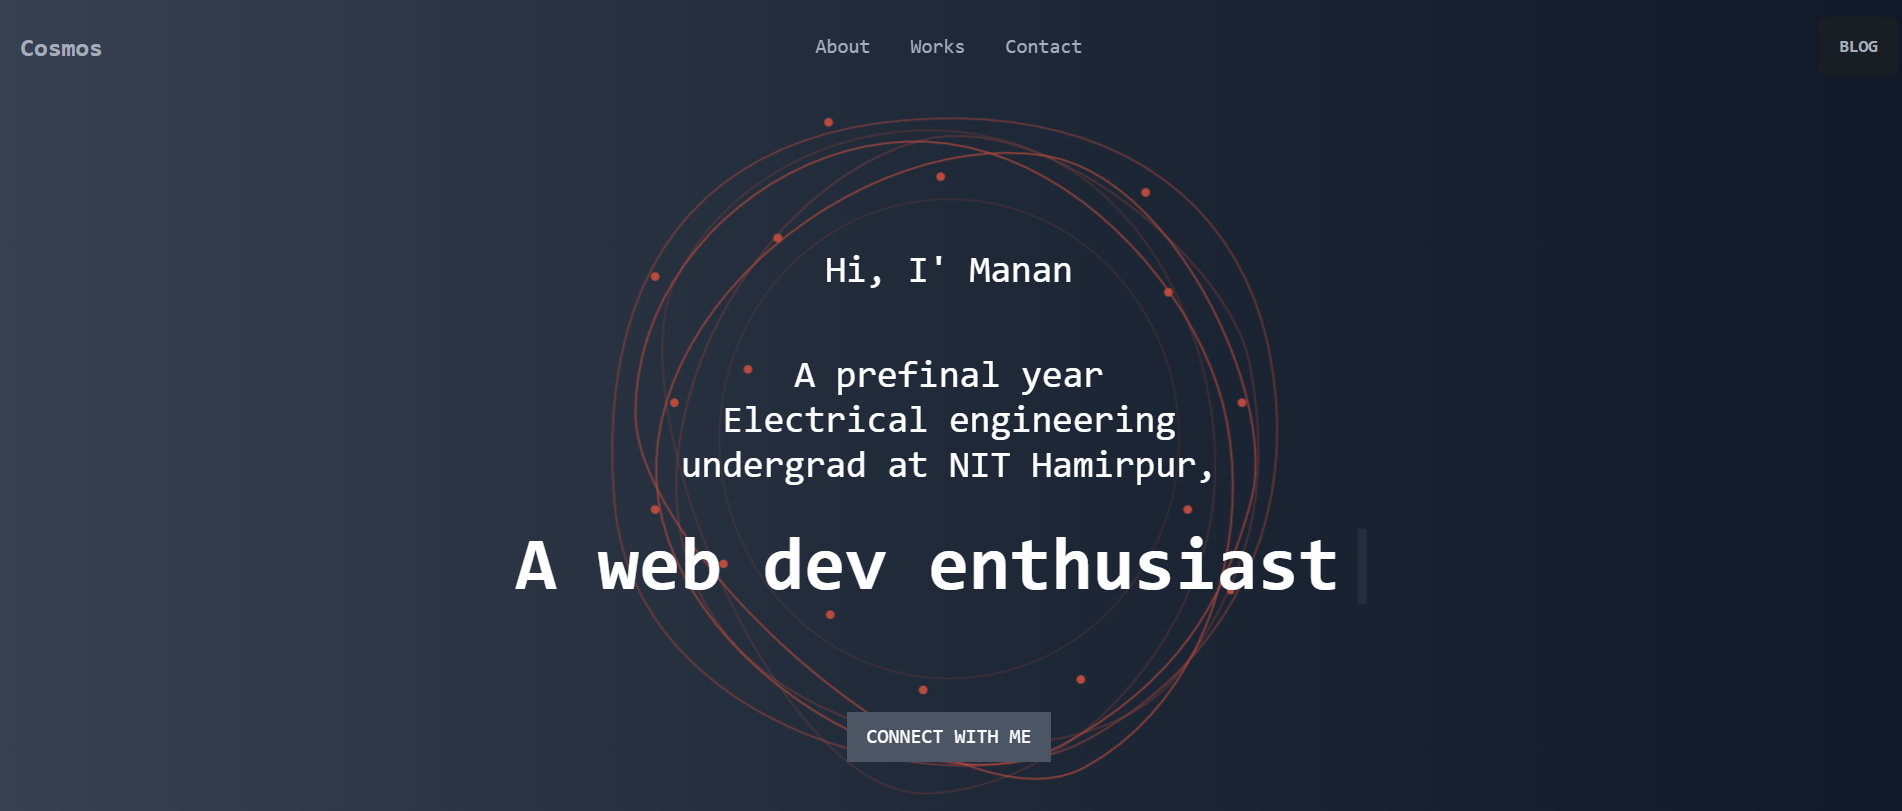 Cosmos
About Works Contact
BLOG
Hi, I' Manan
A prefinal year
Electrical engineering
undergrad at NIT Hamirpur,
A web dev enthusiast
CONNECT WITH ME